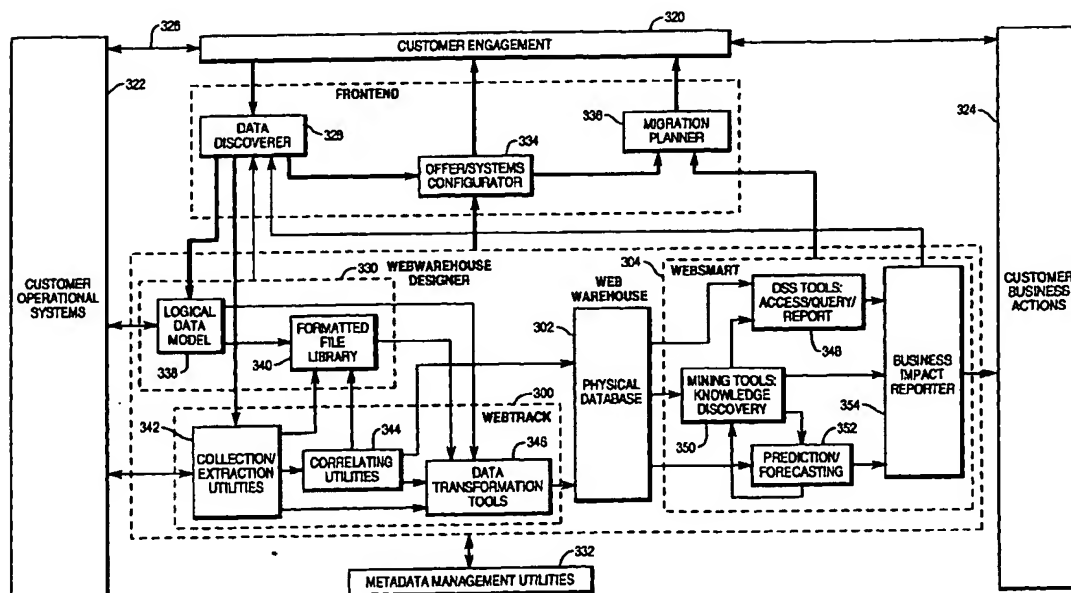 326
320
CUSTOMER ENGAGEMENT
322
324
FRONTEND
DATA
DISCOVERER
328
336
MIGRATION
PLANNER
334
OFFER/SYSTEMS
CONFIGURATOR
CUSTOMER
OPERATIONAL
SYSTEMS
CUSTOMER
BUSINESS
ACTIONS
330
WEBWAREHOUSE
DESIGNER
LOGICAL
DATA
MODEL
338
FORMATTED
FILE
LIBRARY
340
WEB
WAREHOUSE
302
PHYSICAL
DATABASE
304
WEBSMART
DSS TOOLS:
ACCESS/QUERY/
REPORT
348
MINING TOOLS:
KNOWLEDGE
DISCOVERY
350
352
PREDICTION/
FORECASTING
BUSINESS
IMPACT
REPORTER
354
300
WEBTRACK
342
COLLECTION/
EXTRACTION
UTILITIES
344
CORRELATING
UTILITIES
346
DATA
TRANSFORMATION
TOOLS
332
METADATA MANAGEMENT UTILITIES